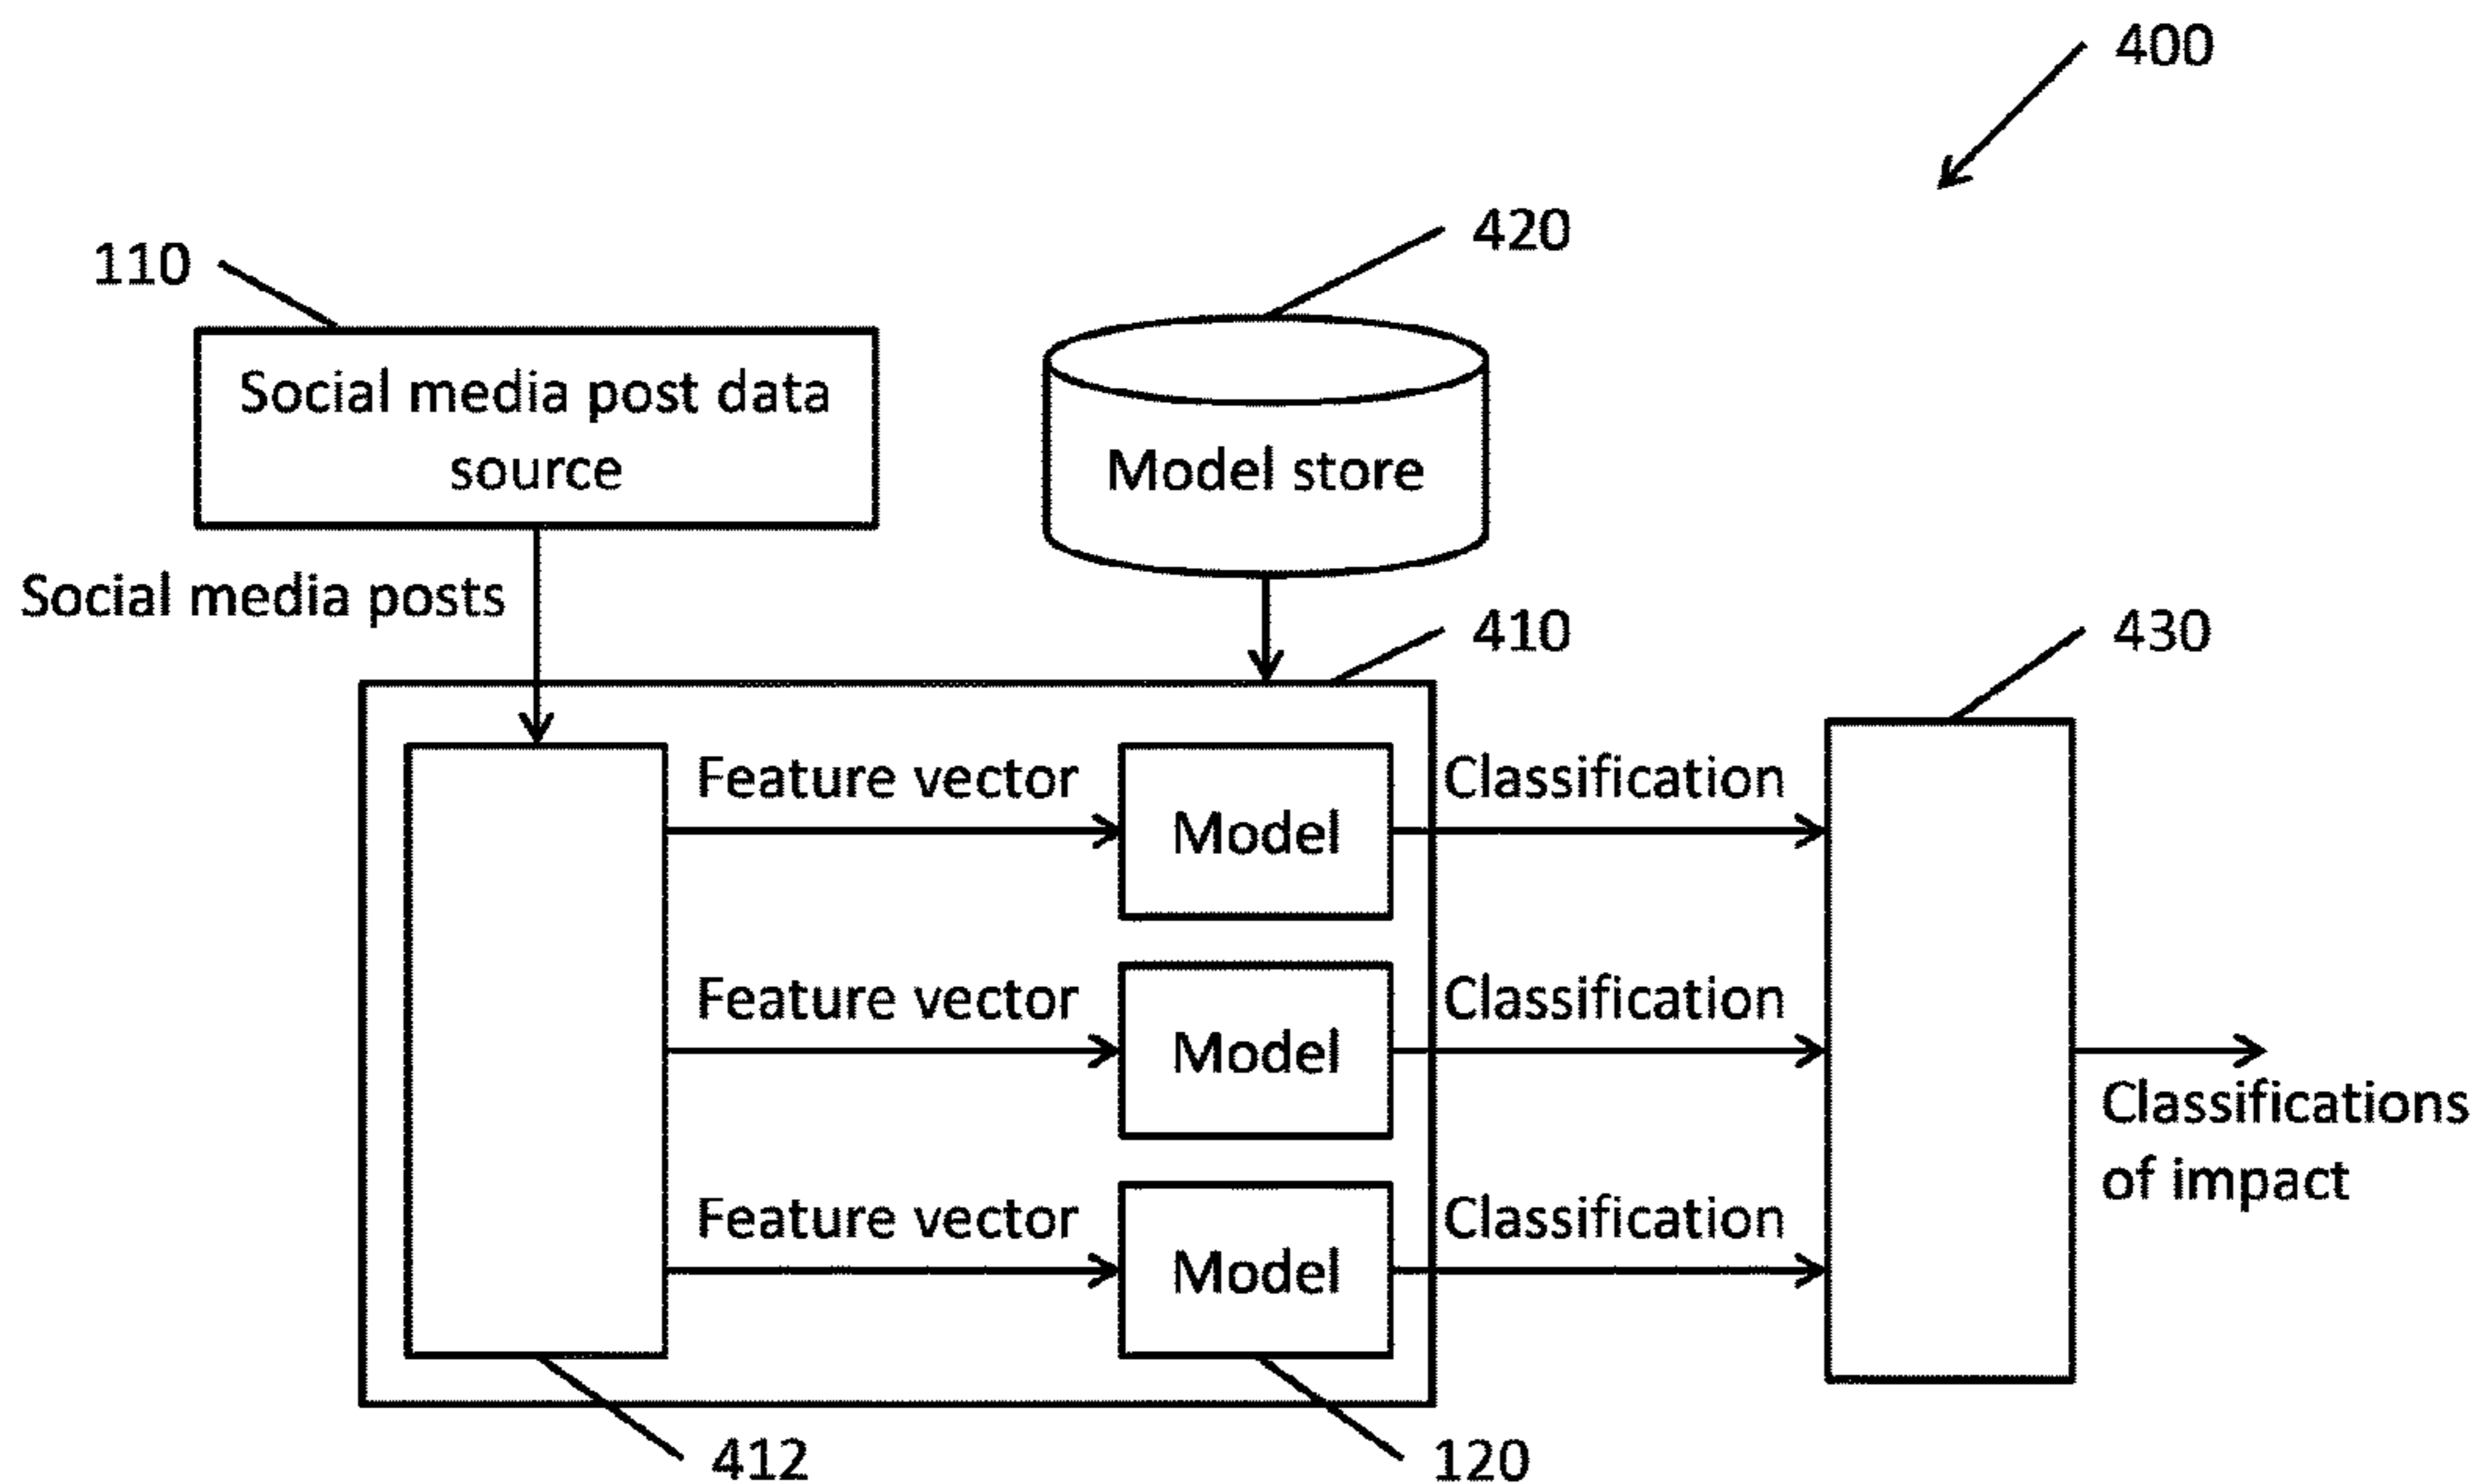 400
420
110
Social media post data
source
Model store
Social media posts
410
430
Feature vector
Model
Classification
Feature vector
Model
Classification
Classifications
of impact
Feature vector
Model
Classification
412
120